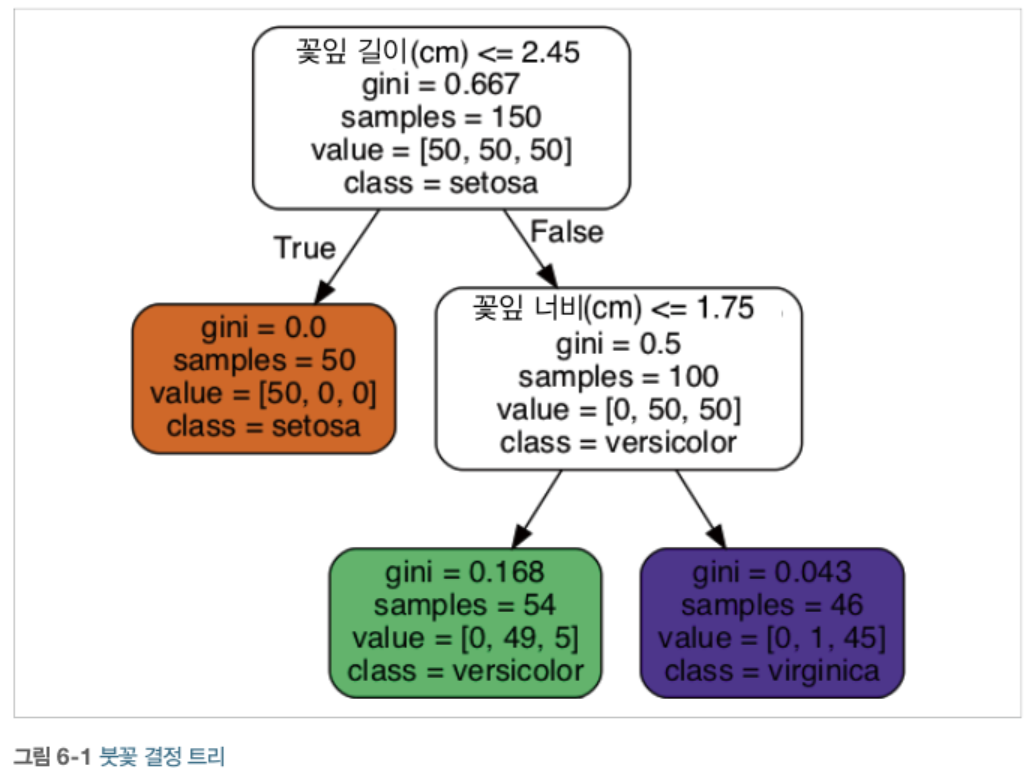 꽃잎 길이(cm) <= 2.45
gini = 0.667
samples = 150
value = [50, 50, 50]
class = setosa
True
False
gini = 0.0
samples = 50
value = [50, 0, 0]
class = setosa
꽃잎 너비(cm) <= 1.75
gini = 0.5
samples = 100
value = [0, 50, 50]
class = versicolor
gini = 0.168
samples = 54
value = [0, 49, 5]
class = versicolor
gini = 0.043
samples = 46
value = [0, 1, 45]
class = virginica
그림 6-1 붓꽃 결정 트리